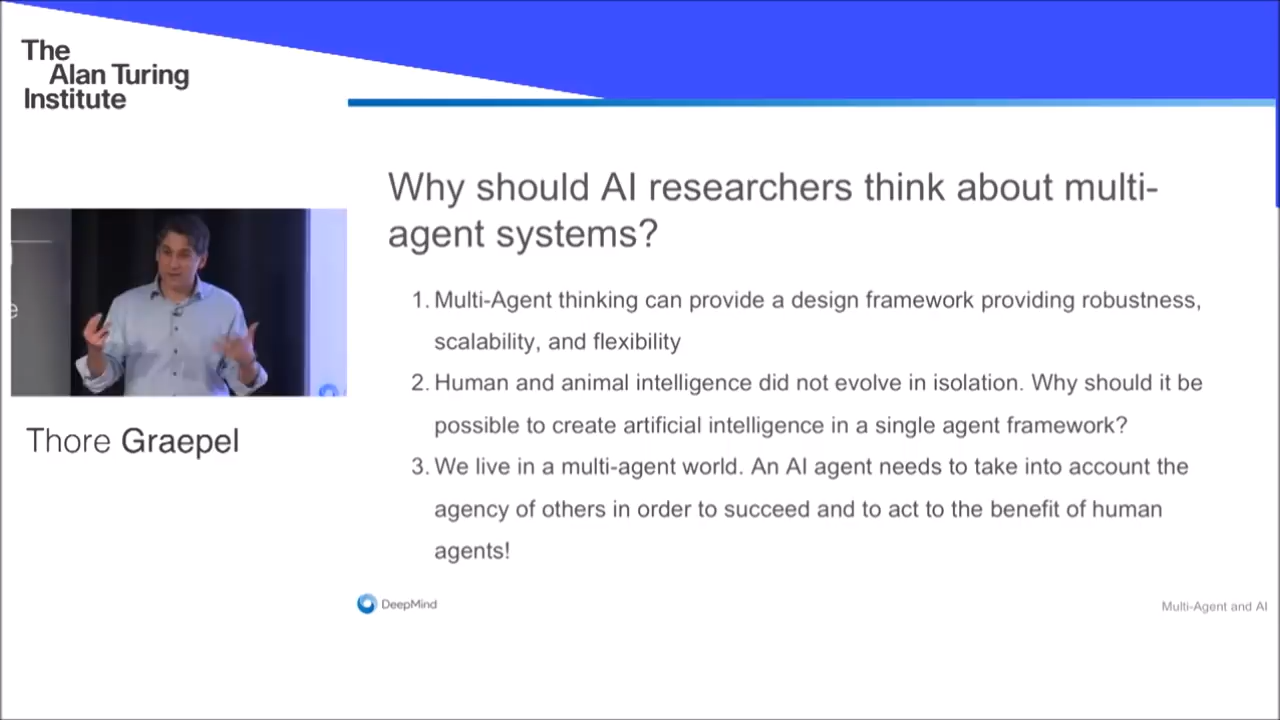 The
Alan Turing
Institute
Why should AI researchers think about multi-
agent systems?
1. Multi-Agent thinking can provide a design framework providing robustness,
scalability, and flexibility
2. Human and animal intelligence did not evolve in isolation. Why should it be
possible to create artificial intelligence in a single agent framework?
3. We live in a multi-agent world. An AI agent needs to take into account the
agency of others in order to succeed and to act to the benefit of human
agents!
e
Thore Graepel
DeepMind
Multi-Agent and AI